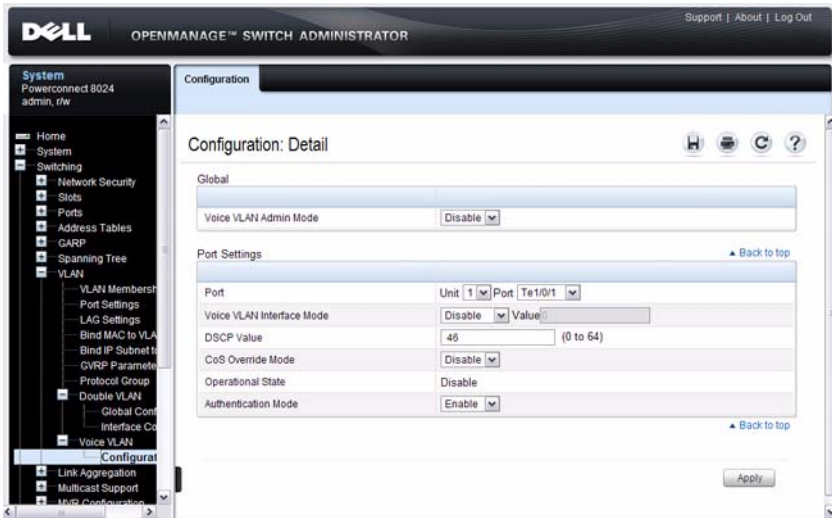 Support | About | Log Out
DELL
OPENMANAGE™ SWITCH ADMINISTRATOR
System
Powerconnect 8024
admin, r/w
Configuration
Home
System
Switching
Network Security
Slots
Ports
Address Tables
GARP
Spanning Tree
VLAN
VLAN Membersh
Port Settings
LAG Settings
Bind MAC to VLA
Bind IP Subnet to
GVRP Paramete
Protocol Group
Double VLAN
Global Conf
Interface Co
Voice VLAN
Configurat
Link Aggregation
Multicast Support
MVR Configuration
Configuration: Detail
Global
Voice VLAN Admin Mode Disable
Port Settings Back to top
Port Unit 1 Port Te1/0/1
Voice VLAN Interface Mode Disable Value 0
DSCP Value 46 (0 to 64)
CoS Override Mode Disable
Operational State Disable
Authentication Mode Enable
Back to top
Apply